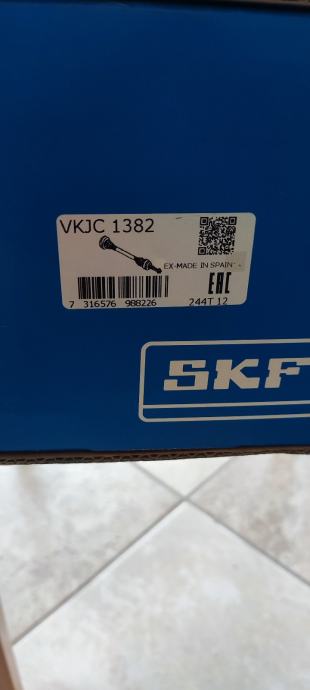 VKJC 1382
EX-MADE IN SPAIN
EAC
7 316576 988226
244T 12
SKF